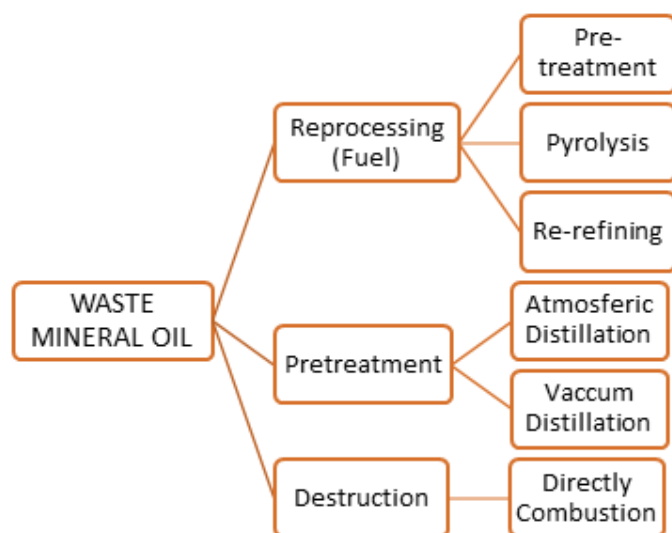 WASTE
MINERAL OIL
Reprocessing
(Fuel)
Pre-
treatment
Pyrolysis
Re-refining
Pretreatment
Atmosferic
Distillation
Vaccum
Distillation
Destruction
Directly
Combustion